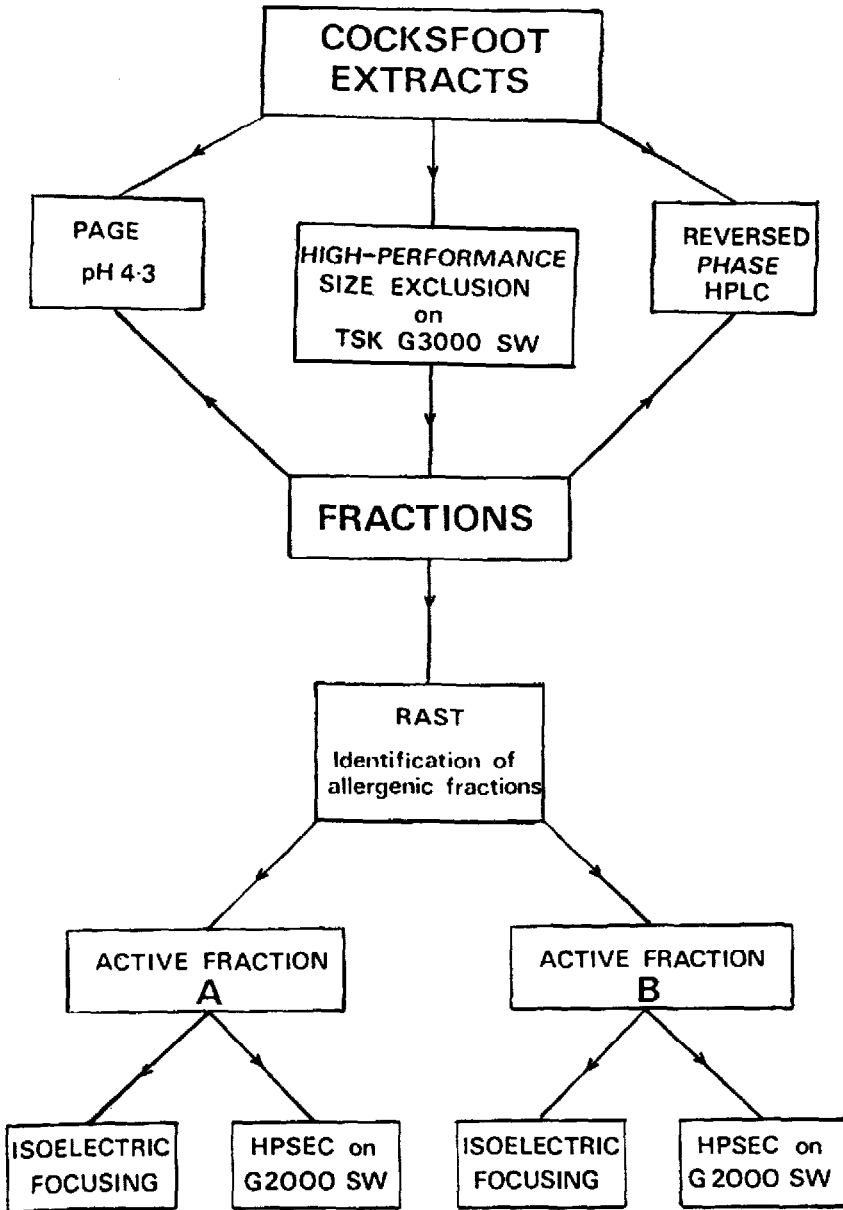 COCKSFOOT
EXTRACTS
PAGE
pH 4·3
HIGH-PERFORMANCE
SIZE EXCLUSION
on
TSK G3000 SW
REVERSED
PHASE
HPLC
FRACTIONS
RAST
Identification of
allergenic fractions
ACTIVE FRACTION
A
ACTIVE FRACTION
B
ISOELECTRIC
FOCUSING
HPSEC on
G2000 SW
ISOELECTRIC
FOCUSING
HPSEC on
G2000 SW